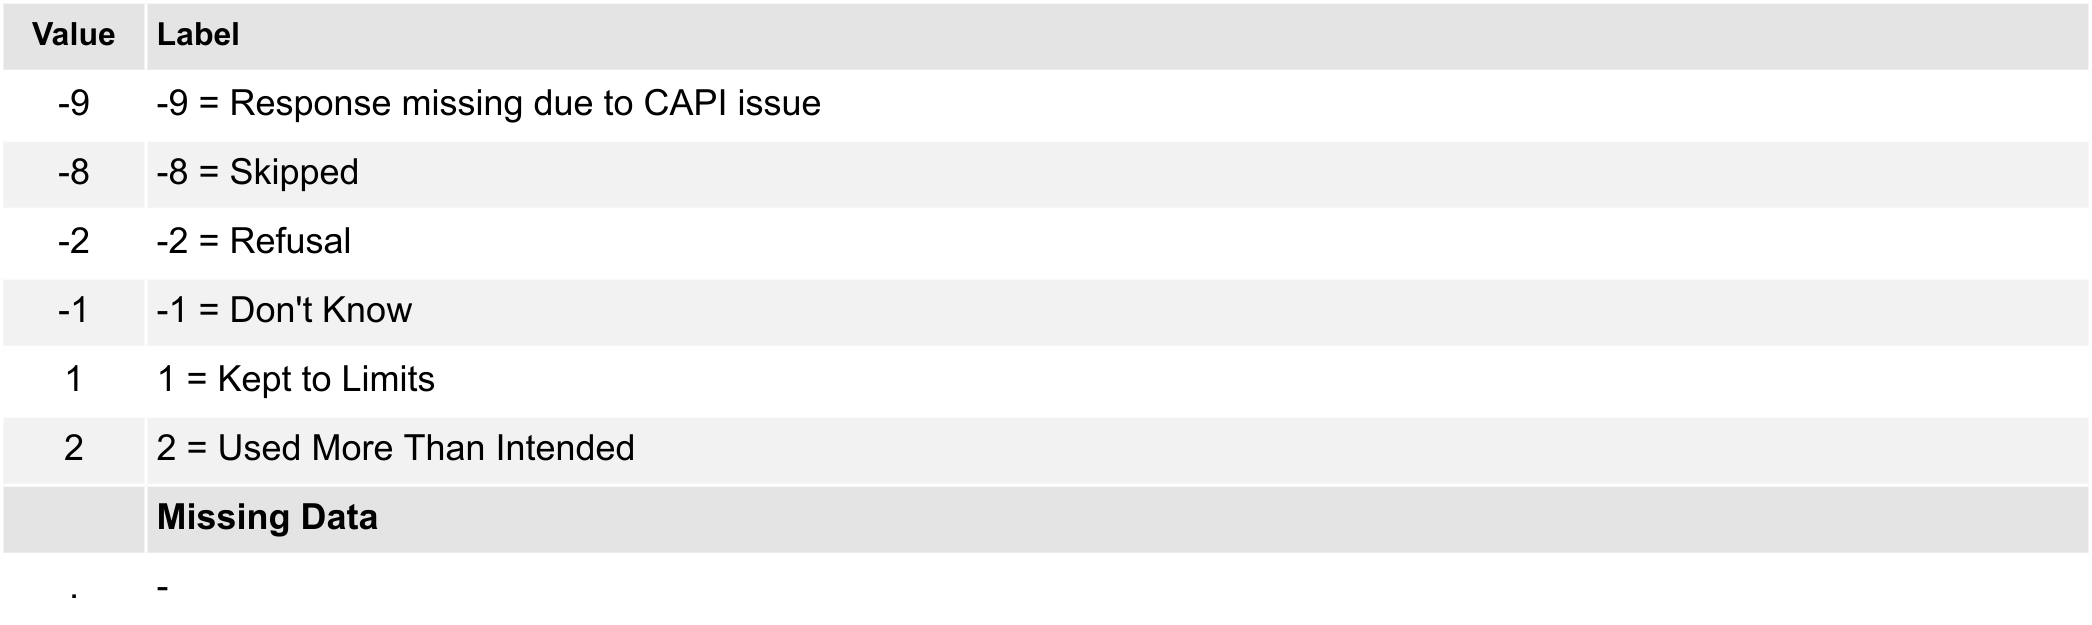 Value Label
-9 -9 = Response missing due to CAPI issue
-8 -8 = Skipped
-2 -2 = Refusal
-1 -1 = Don't Know
1 1 = Kept to Limits
2 2 = Used More Than Intended
Missing Data
. -